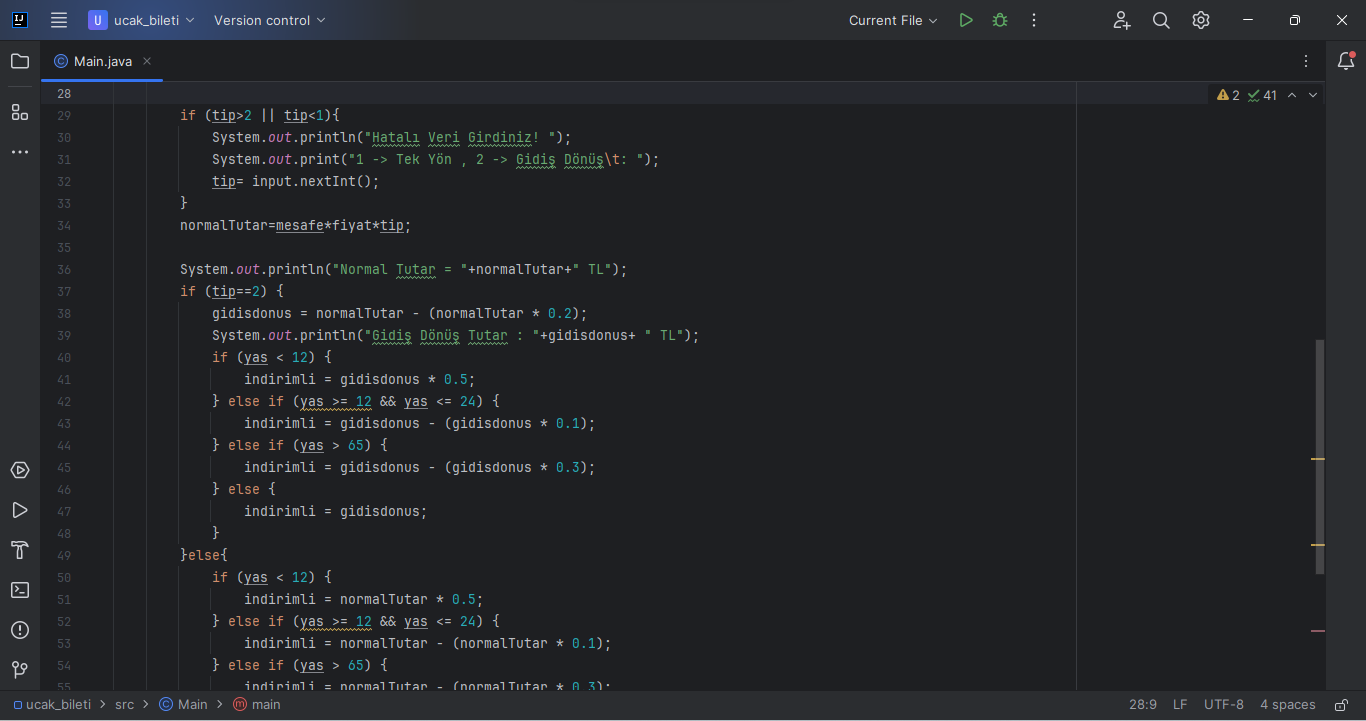 U ucak_bileti Version control Current File
Main.java
28 2 41
29 if (tip>2 || tip<1){
30 System.out.println("Hatalı Veri Girdiniz! ");
31 System.out.print("1 -> Tek Yön , 2 -> Gidiş Dönüş\t: ");
32 tip= input.nextInt();
33 }
34 normalTutar=mesafe*fiyat*tip;
35
36 System.out.println("Normal Tutar = "+normalTutar+" TL");
37 if (tip==2) {
38 gidisdonus = normalTutar - (normalTutar * 0.2);
39 System.out.println("Gidiş Dönüş Tutar : "+gidisdonus+ " TL");
40 if (yas < 12) {
41 indirimli = gidisdonus * 0.5;
42 } else if (yas >= 12 && yas <= 24) {
43 indirimli = gidisdonus - (gidisdonus * 0.1);
44 } else if (yas > 65) {
45 indirimli = gidisdonus - (gidisdonus * 0.3);
46 } else {
47 indirimli = gidisdonus;
48 }
49 }else{
50 if (yas < 12) {
51 indirimli = normalTutar * 0.5;
52 } else if (yas >= 12 && yas <= 24) {
53 indirimli = normalTutar - (normalTutar * 0.1);
54 } else if (yas > 65) {
55 indirimli = normalTutar - (normalTutar * 0.3);
ucak_bileti > src > Main > main 28:9 LF UTF-8 4 spaces